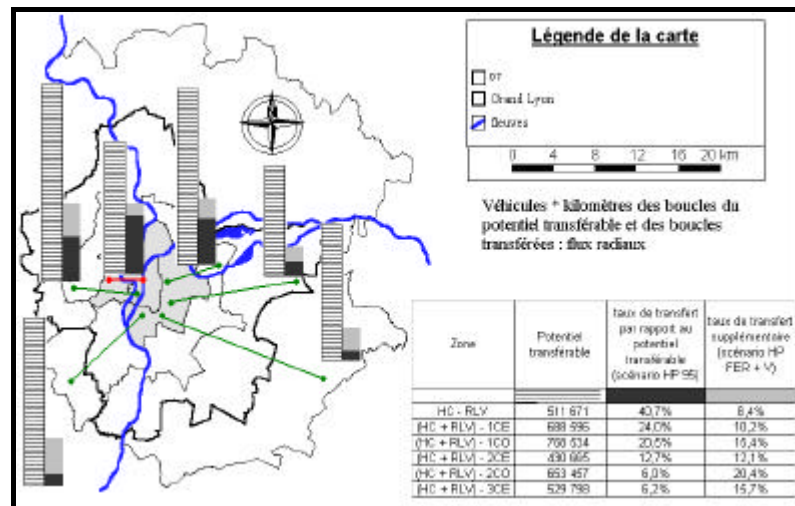 Légende de la carte
D7
Grand Lyon
fleuves
0 4 8 12 16 20 km
Véhicules * kilomètres des boucles du
potentiel transférable et des boucles
transférées : flux radiaux
Zone
Potentiel
transférable
taux de transfert
par rapport au
potentiel
transférable
(scénario HP 95)
taux de transfert
supplémentaire
(scénario HP
FER + V)
HC - RLV 511 671 40,7% 8,4%
(HC + RLV) - 1CE 688 595 24,0% 10,2%
(HC + RLV) - 1CO 768 534 20,6% 15,4%
(HC + RLV) - 2CE 430 665 12,7% 12,1%
(HC + RLV) - 2CO 653 457 6,0% 20,4%
(HC + RLV) - 3CE 529 798 6,2% 15,7%